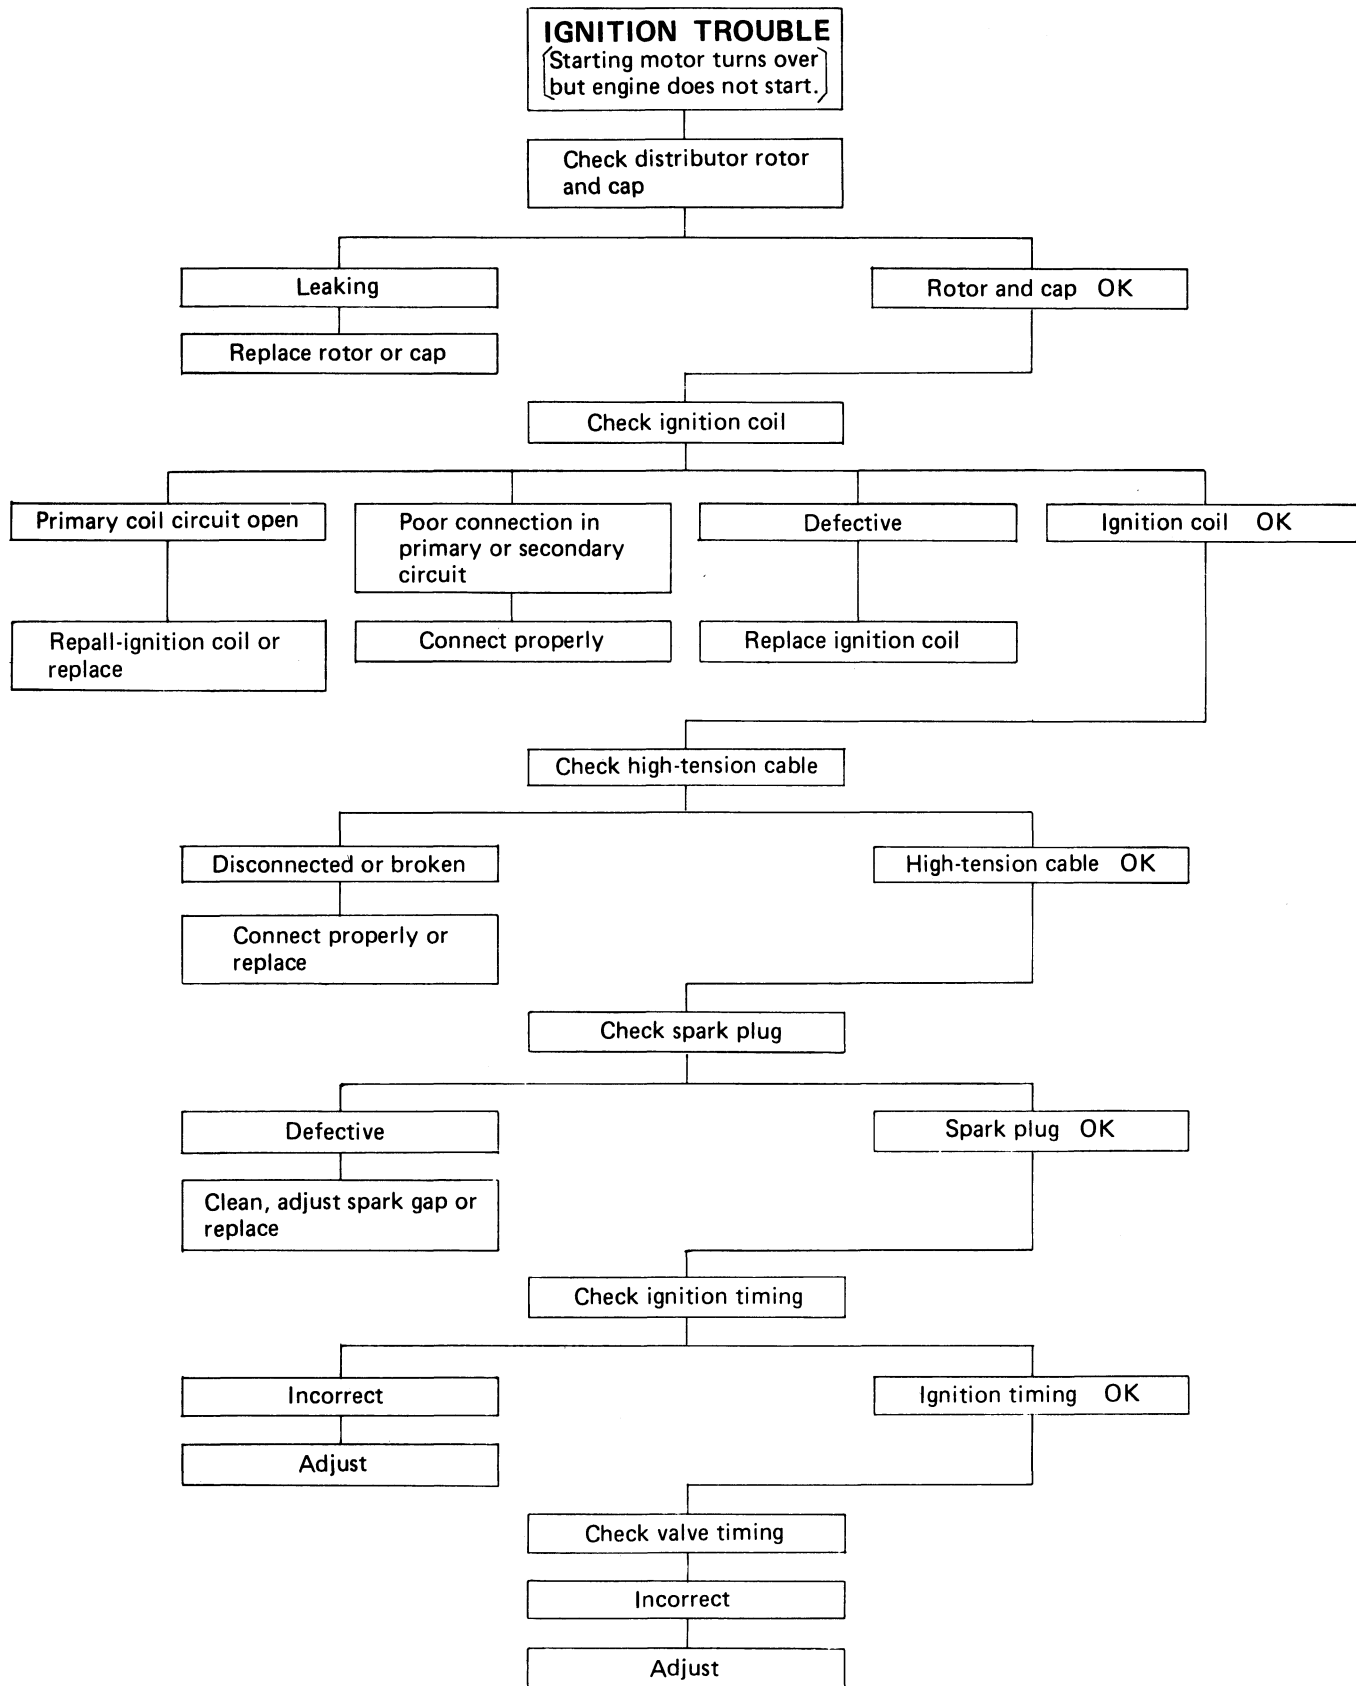 IGNITION TROUBLE
(Starting motor turns over
but engine does not start.)
Check distributor rotor
and cap
Leaking
Rotor and cap OK
Replace rotor or cap
Check ignition coil
Primary coil circuit open
Poor connection in
primary or secondary
circuit
Defective
Ignition coil OK
Repall-ignition coil or
replace
Connect properly
Replace ignition coil
Check high-tension cable
Disconnected or broken
High-tension cable OK
Connect properly or
replace
Check spark plug
Defective
Spark plug OK
Clean, adjust spark gap or
replace
Check ignition timing
Incorrect
Ignition timing OK
Adjust
Check valve timing
Incorrect
Adjust